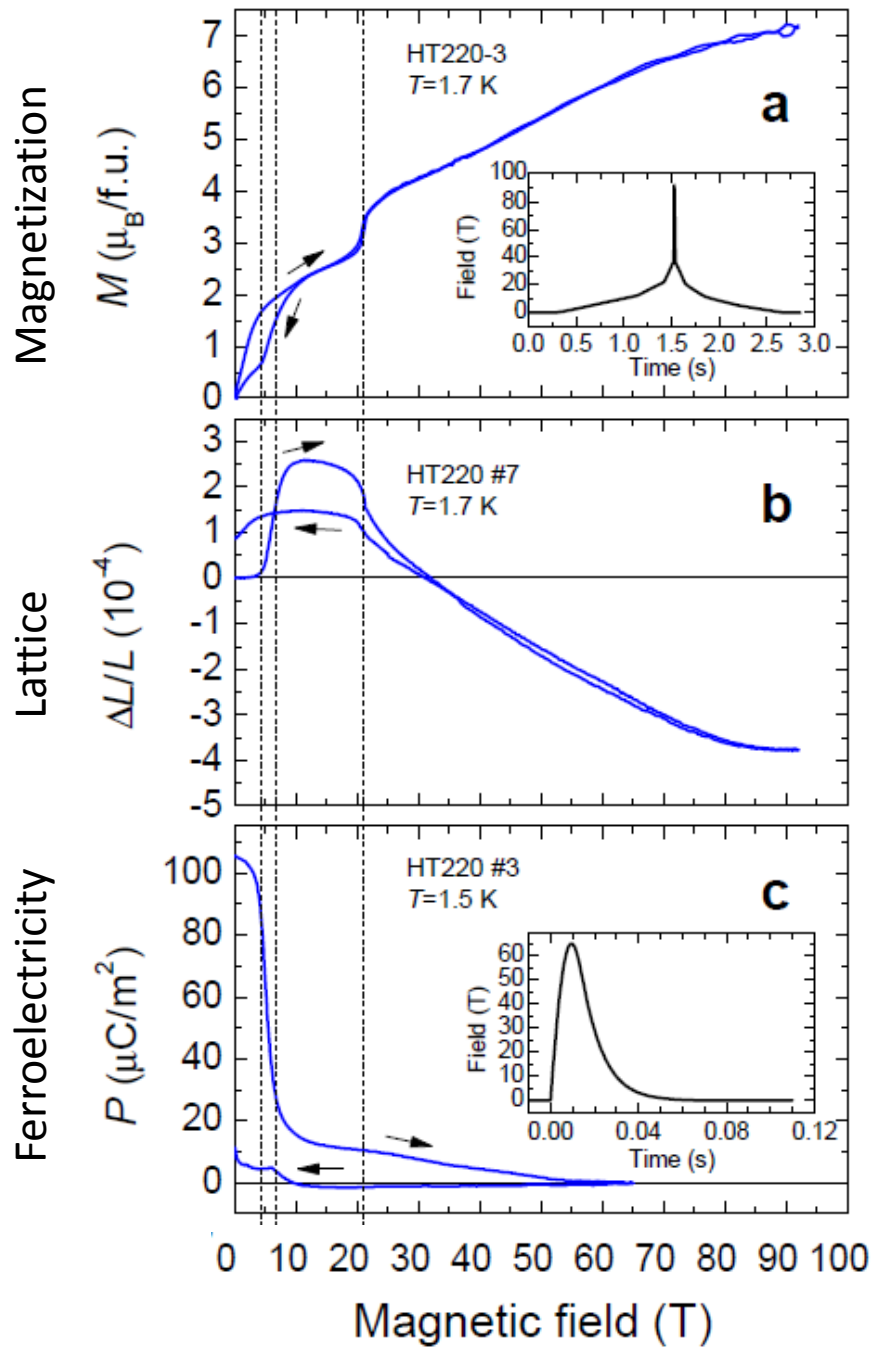 Magnetization
M (μB/f.u.)
7
6
5
4
3
2
1
0
HT220-3
T=1.7 K
a
Field (T)
100
80
60
40
20
0
0.0 0.5 1.0 1.5 2.0 2.5 3.0
Time (s)
Lattice
ΔL/L (10⁻⁴)
3
2
1
0
-1
-2
-3
-4
-5
HT220 #7
T=1.7 K
b
Ferroelectricity
P (μC/m²)
100
80
60
40
20
0
HT220 #3
T=1.5 K
c
Field (T)
60
50
40
30
20
10
0
0.00 0.04 0.08 0.12
Time (s)
0 10 20 30 40 50 60 70 80 90 100
Magnetic field (T)